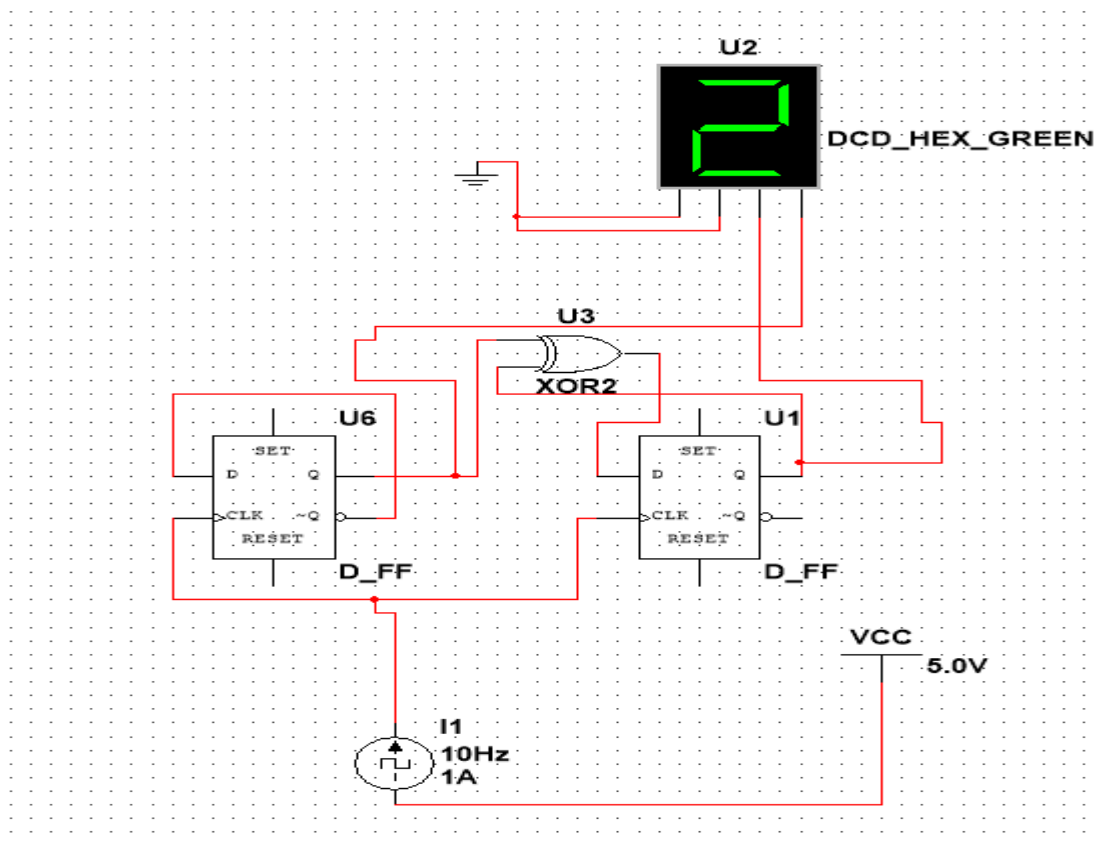 U2
2
DCD_HEX_GREEN
U3
XOR2
U6
SET
D Q
CLK ~Q
RESET
D_FF
U1
SET
D Q
CLK ~Q
RESET
D_FF
VCC
5.0V
I1
10Hz
1A